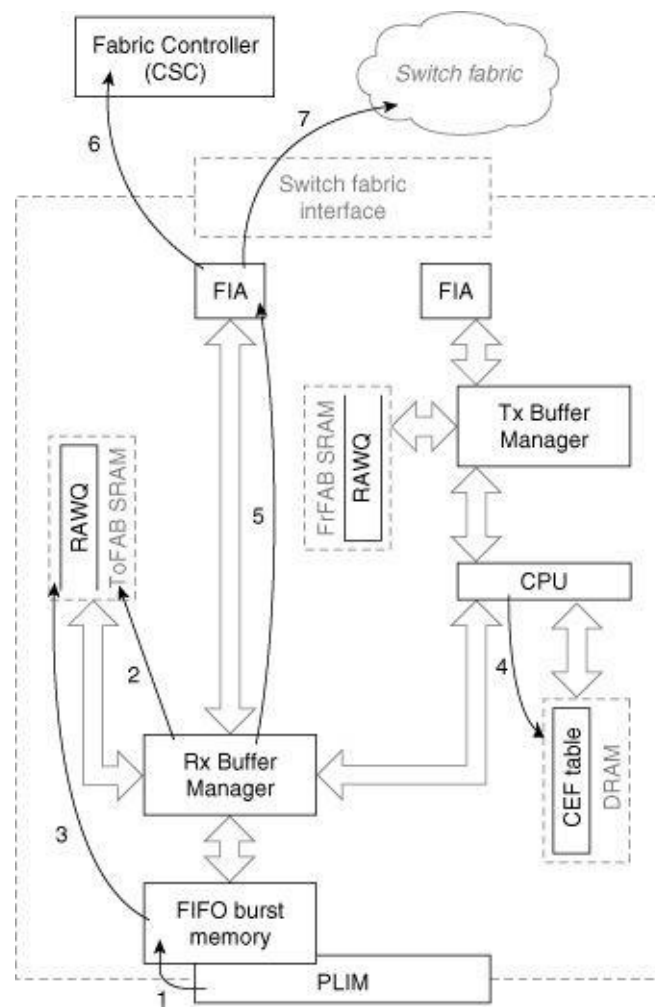 Fabric Controller
(CSC)
Switch fabric
6
7
Switch fabric
interface
FIA
FIA
Tx Buffer
Manager
FrFAB SRAM
RAWQ
RAWQ
ToFAB SRAM
5
CPU
2
4
CEF table
DRAM
Rx Buffer
Manager
3
FIFO burst
memory
PLIM
1